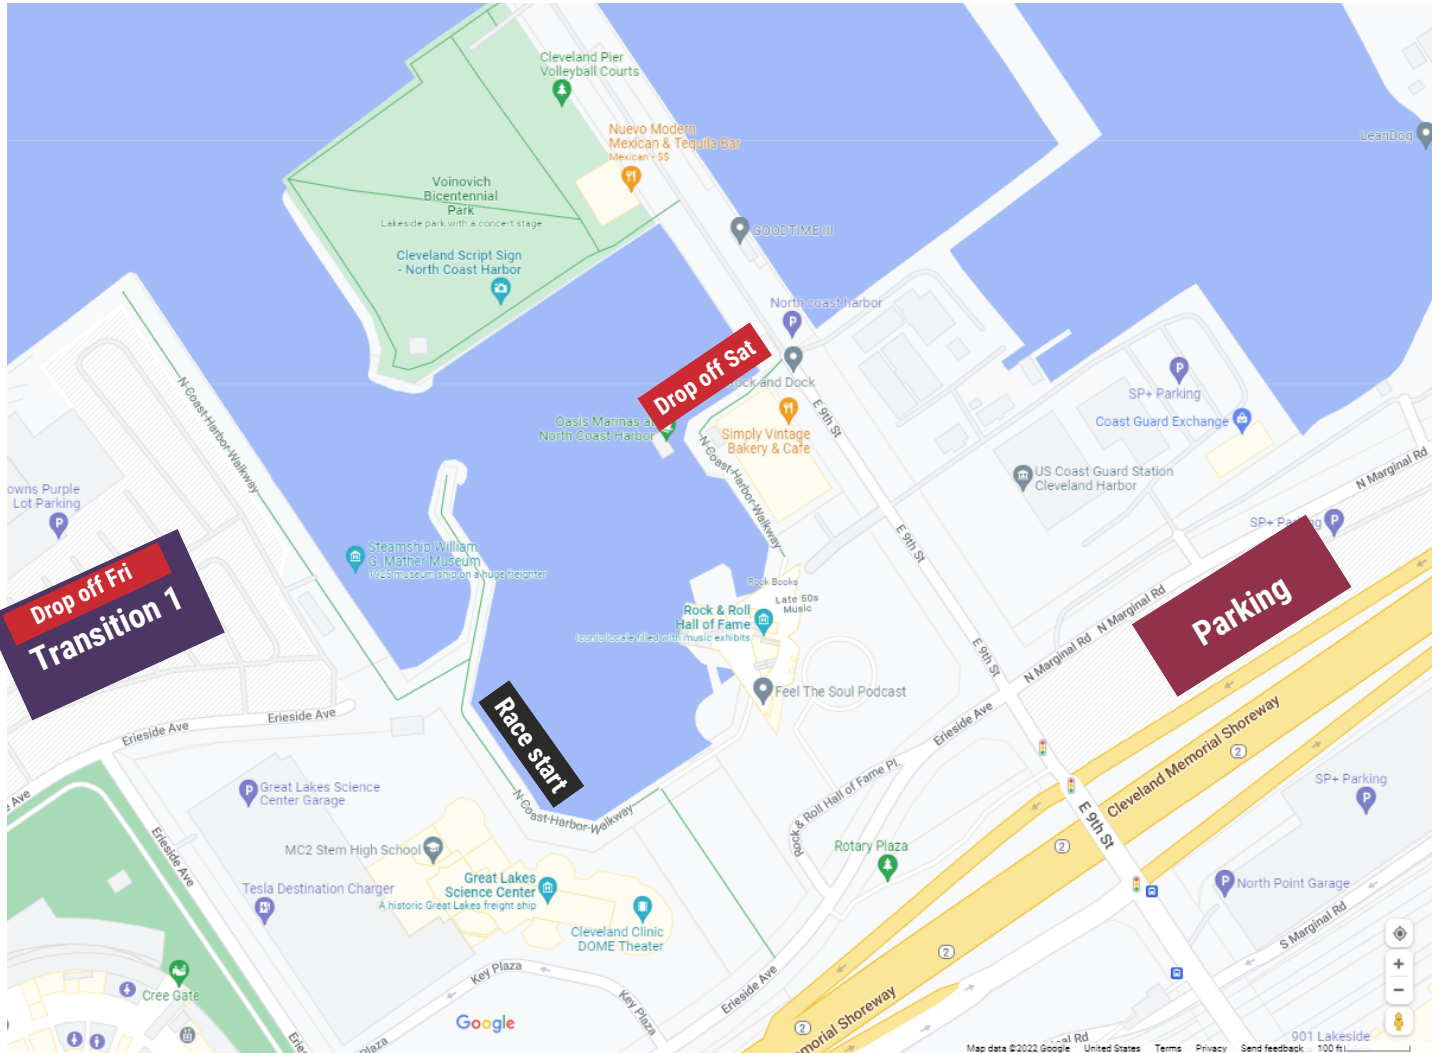 Cleveland Pier
Volleyball Courts
Nuevo Modern
Mexican & Tequila Bar
Mexican · $$
LeanDog
Voinovich
Bicentennial
Park
Lakeside park with a concert stage
GOODTIME III
Cleveland Script Sign
- North Coast Harbor
North coast harbor
Drop off Sat
Rock and Dock
SP+ Parking
Coast Guard Exchange
N Coast Harbor Walkway
Oasis Marinas at
North Coast Harbor
Simply Vintage
Bakery & Cafe
E 9th St
N Coast Harbor Walkway
US Coast Guard Station
Cleveland Harbor
N Marginal Rd
owns Purple
Lot Parking
SP+ Parking
E 9th St
Steamship William
G. Mather Museum
1925 museum ship on a huge freighter
Drop off Fri
Transition 1
Rock Books
Late 50s
Music
Rock & Roll
Hall of Fame
Iconic locale filled with music exhibits
N Marginal Rd
N Marginal Rd
Parking
E 9th St
Feel The Soul Podcast
Erieside Ave
Erieside Ave
Race start
Erieside Ave
Cleveland Memorial Shoreway
2
Rock & Roll Hall of Fame Pl.
Great Lakes Science
Center Garage
SP+ Parking
e Ave
N Coast Harbor Walkway
E 9th St
2
Erieside Ave
MC2 Stem High School
Rotary Plaza
Tesla Destination Charger
Great Lakes
Science Center
A historic Great Lakes freight ship
North Point Garage
Cleveland Clinic
DOME Theater
S Marginal Rd
2
Key Plaza
Erieside Ave
Cree Gate
Key Plaza
Google
2
morial Shoreway
Erie
Plaza
nal Rd
901 Lakeside
Map data ©2022 Google United States Terms Privacy Send feedback 100 ft